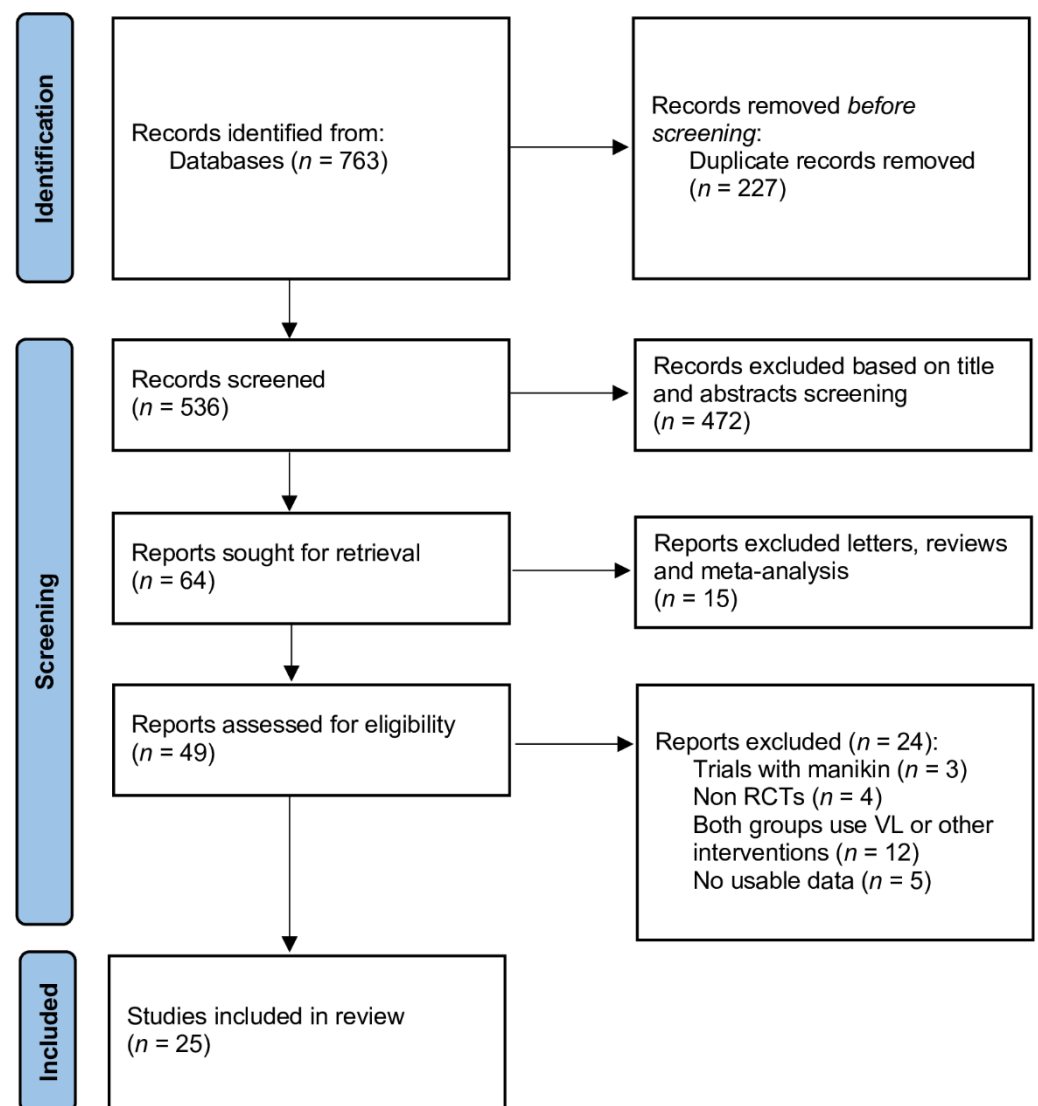 Identification
Records identified from:
Databases (n = 763)
Records removed before
screening:
Duplicate records removed
(n = 227)
Screening
Records screened
(n = 536)
Records excluded based on title
and abstracts screening
(n = 472)
Reports sought for retrieval
(n = 64)
Reports excluded letters, reviews
and meta-analysis
(n = 15)
Reports assessed for eligibility
(n = 49)
Reports excluded (n = 24):
Trials with manikin (n = 3)
Non RCTs (n = 4)
Both groups use VL or other
interventions (n = 12)
No usable data (n = 5)
Included
Studies included in review
(n = 25)